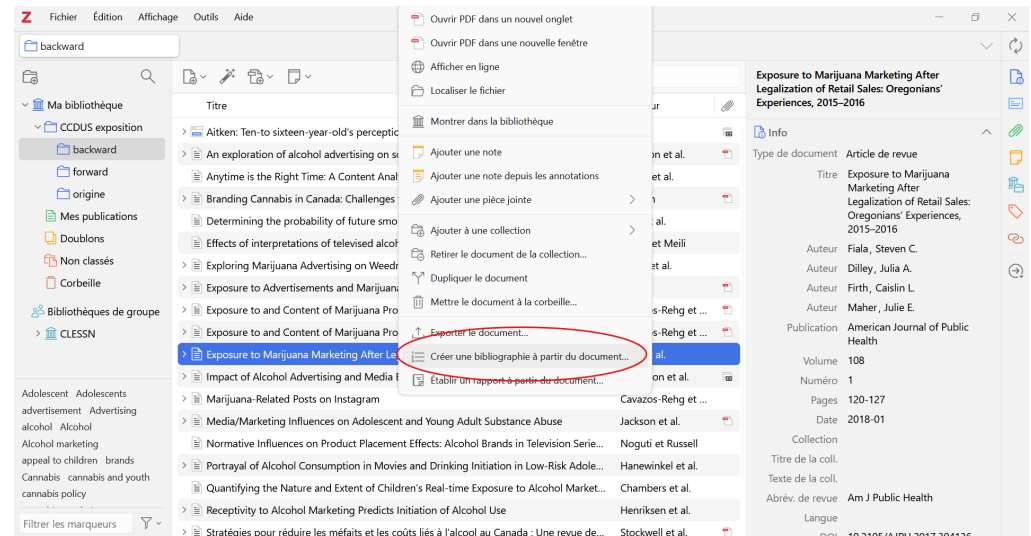 Z Fichier Édition Affichage Outils Aide
backward
Ma bibliothèque
CCDUS exposition
backward
forward
origine
Mes publications
Doublons
Non classés
Corbeille
Bibliothèques de groupe
CLESSN
Adolescent Adolescents
advertisement Advertising
alcohol Alcohol
Alcohol marketing
appeal to children brands
Cannabis cannabis and youth
cannabis policy
Filtrer les marqueurs
Titre
Aitken: Ten-to sixteen-year-old's perceptio
An exploration of alcohol advertising on so
on et al.
Anytime is the Right Time: A Content Anal
et al.
Branding Cannabis in Canada: Challenges
Determining the probability of future smo
al.
Effects of interpretations of televised alcoh
et Meili
Exploring Marijuana Advertising on Weedr
et al.
Exposure to Advertisements and Marijuana
Exposure to and Content of Marijuana Pro
s-Rehg et ...
Exposure to and Content of Marijuana Pro
s-Rehg et ...
Exposure to Marijuana Marketing After Le
al.
Impact of Alcohol Advertising and Media E
on et al.
Marijuana-Related Posts on Instagram Cavazos-Rehg et ...
Media/Marketing Influences on Adolescent and Young Adult Substance Abuse Jackson et al.
Normative Influences on Product Placement Effects: Alcohol Brands in Television Serie... Noguti et Russell
Portrayal of Alcohol Consumption in Movies and Drinking Initiation in Low-Risk Adole... Hanewinkel et al.
Quantifying the Nature and Extent of Children's Real-time Exposure to Alcohol Market... Chambers et al.
Receptivity to Alcohol Marketing Predicts Initiation of Alcohol Use Henriksen et al.
Stratégies pour réduire les méfaits et les coûts liés à l'alcool au Canada : Une revue de... Stockwell et al.
Ouvrir PDF dans un nouvel onglet
Ouvrir PDF dans une nouvelle fenêtre
Afficher en ligne
Localiser le fichier
Montrer dans la bibliothèque
Ajouter une note
Ajouter une note depuis les annotations
Ajouter une pièce jointe
Ajouter à une collection
Retirer le document de la collection...
Dupliquer le document
Mettre le document à la corbeille...
Exporter le document...
Créer une bibliographie à partir du document...
Établir un rapport à partir du document...
Exposure to Marijuana Marketing After
Legalization of Retail Sales: Oregonians'
Experiences, 2015–2016
Info
Type de document Article de revue
Titre Exposure to Marijuana
Marketing After
Legalization of Retail Sales:
Oregonians' Experiences,
2015–2016
Auteur Fiala, Steven C.
Auteur Dilley, Julia A.
Auteur Firth, Caislin L.
Auteur Maher, Julie E.
Publication American Journal of Public
Health
Volume 108
Numéro 1
Pages 120-127
Date 2018-01
Collection
Titre de la coll.
Texte de la coll.
Abrév. de revue Am J Public Health
Langue
DOI